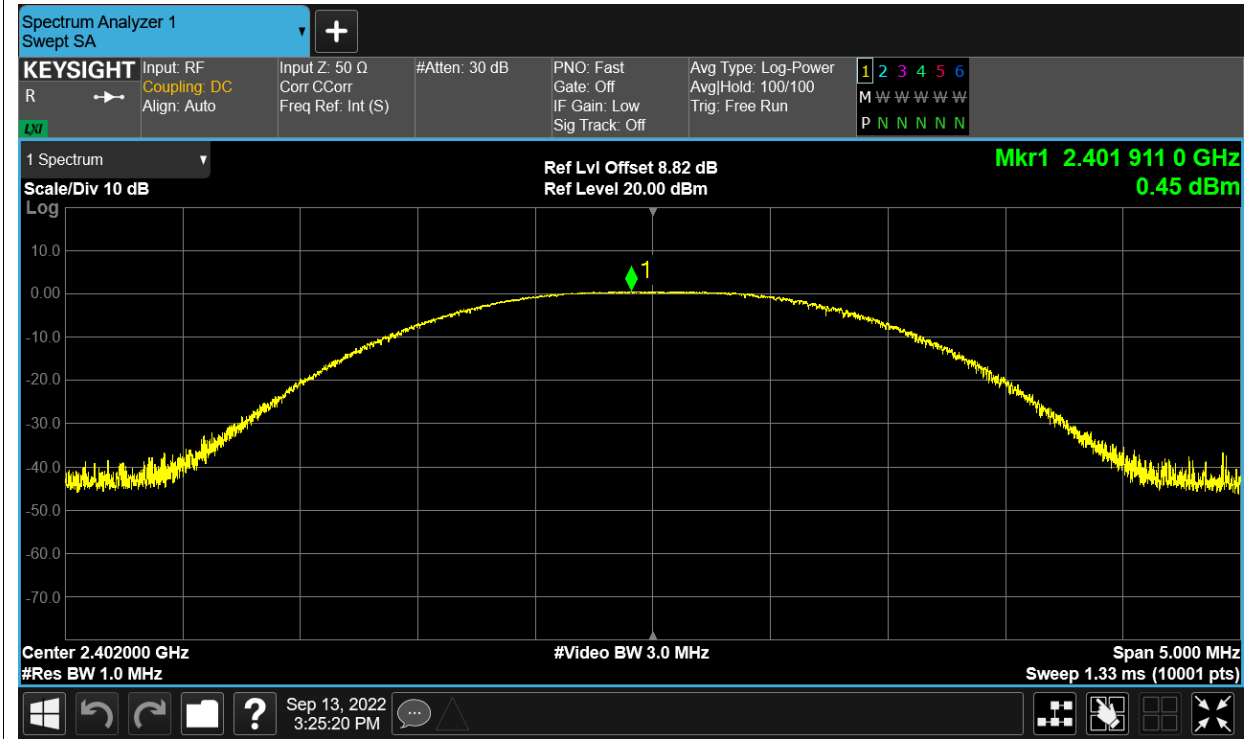 Spectrum Analyzer 1
Swept SA
+
KEYSIGHT
R
LXI
Input: RF
Coupling: DC
Align: Auto
Input Z: 50 Ω
Corr CCorr
Freq Ref: Int (S)
#Atten: 30 dB
PNO: Fast
Gate: Off
IF Gain: Low
Sig Track: Off
Avg Type: Log-Power
Avg|Hold: 100/100
Trig: Free Run
1 2 3 4 5 6
M W W W W W
P N N N N N
1 Spectrum
Scale/Div 10 dB
Log
Ref Lvl Offset 8.82 dB
Ref Level 20.00 dBm
Mkr1 2.401 911 0 GHz
0.45 dBm
10.0
0.00
-10.0
-20.0
-30.0
-40.0
-50.0
-60.0
-70.0
1
Center 2.402000 GHz
#Res BW 1.0 MHz
#Video BW 3.0 MHz
Span 5.000 MHz
Sweep 1.33 ms (10001 pts)
?
Sep 13, 2022
3:25:20 PM